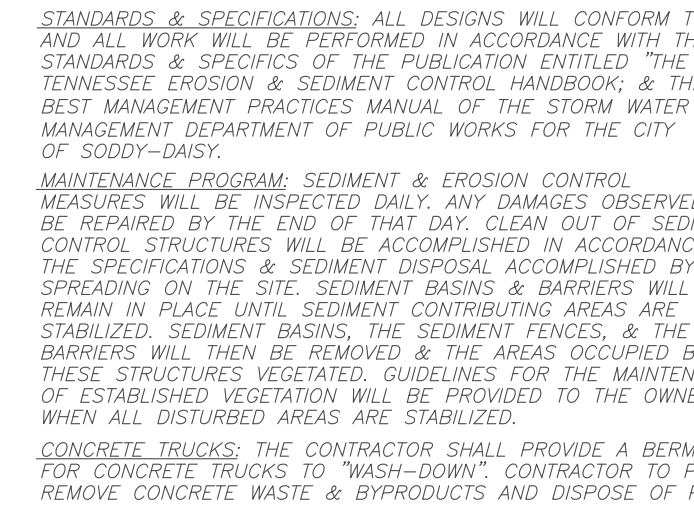 STANDARDS & SPECIFICATIONS: ALL DESIGNS WILL CONFORM
AND ALL WORK WILL BE PERFORMED IN ACCORDANCE WITH
STANDARDS & SPECIFICS OF THE PUBLICATION ENTITLED "THE
TENNESSEE EROSION & SEDIMENT CONTROL HANDBOOK; &
BEST MANAGEMENT PRACTICES MANUAL OF THE STORM WATER
MANAGEMENT DEPARTMENT OF PUBLIC WORKS FOR THE CITY
OF SODDY-DAISY.
MAINTENANCE PROGRAM: SEDIMENT & EROSION CONTROL
MEASURES WILL BE INSPECTED DAILY. ANY DAMAGES
BE REPAIRED BY THE END OF THAT DAY. CLEAN OUT OF
CONTROL STRUCTURES WILL BE ACCOMPLISHED IN
THE SPECIFICATIONS & SEDIMENT DISPOSAL ACCOMPLISHED BY
SPREADING ON THE SITE. SEDIMENT BASINS & BARRIERS WILL
REMAIN IN PLACE UNTIL SEDIMENT CONTRIBUTING AREAS ARE
STABILIZED. SEDIMENT BASINS, THE SEDIMENT FENCES, & THE
BARRIERS WILL THEN BE REMOVED & THE AREAS OCCUPIED
THESE STRUCTURES VEGETATED. GUIDELINES FOR THE
OF ESTABLISHED VEGETATION WILL BE PROVIDED TO THE
WHEN ALL DISTURBED AREAS ARE STABILIZED.
CONCRETE TRUCKS: THE CONTRACTOR SHALL PROVIDE A BERM
FOR CONCRETE TRUCKS TO "WASH-DOWN". CONTRACTOR TO
REMOVE CONCRETE WASTE & BYPRODUCTS AND DISPOSE OF